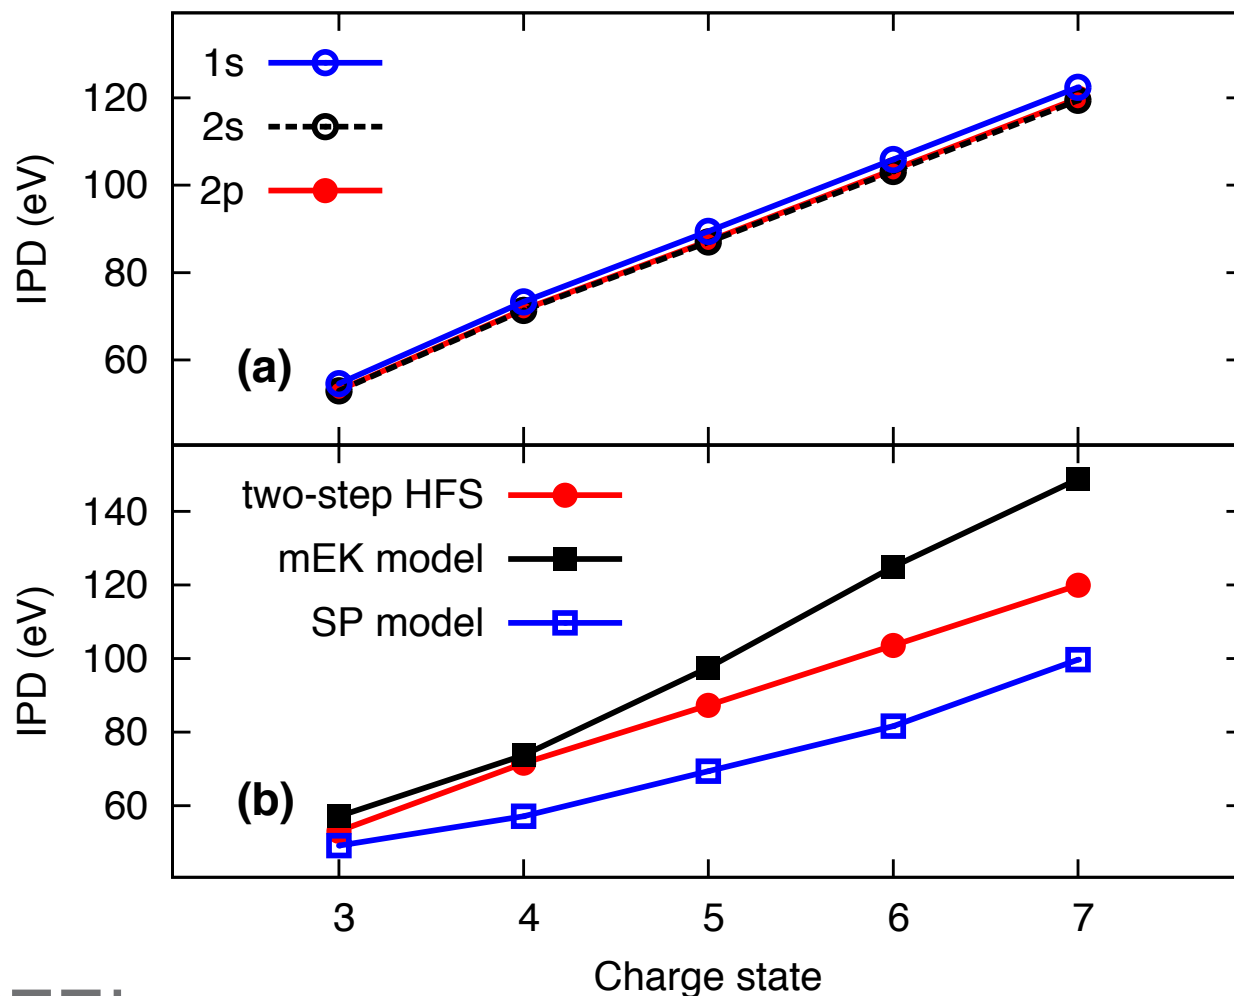 1s
2s
2p
120
100
80
60
IPD (eV)
(a)
two-step HFS
mEK model
SP model
140
120
100
80
60
IPD (eV)
(b)
3 4 5 6 7
Charge state